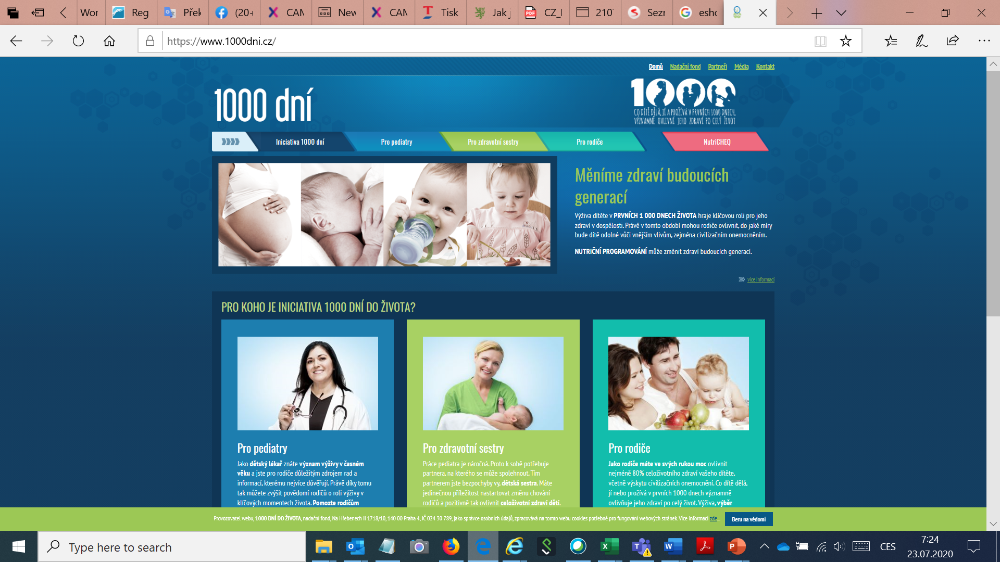 Wor
Reg
Přek
(20+
CAM
New
CAM
Tisk
Jak j
CZ_I
210
Sezn
esho
https://www.1000dni.cz/
Domů
Nadační fond
Partneři
Média
Kontakt
1000 dní
1000
CO DÍTĚ DĚLÁ, JÍ A PROŽÍVÁ V PRVNÍCH 1000 DNECH,
VÝZNAMNĚ OVLIVNÍ JEHO ZDRAVÍ PO CELÝ ŽIVOT
Iniciativa 1000 dní
Pro pediatry
Pro zdravotní sestry
Pro rodiče
NutriCHEQ
Měníme zdraví budoucích
generací
Výživa dítěte v PRVNÍCH 1 000 DNECH ŽIVOTA hraje klíčovou roli pro jeho
zdraví v dospělosti. Právě v tomto období mohou rodiče ovlivnit, do jaké míry
bude dítě odolné vůči vnějším vlivům, zejména civilizačním onemocněním.
NUTRIČNÍ PROGRAMOVÁNÍ může změnit zdraví budoucích generací.
více informací
PRO KOHO JE INICIATIVA 1000 DNÍ DO ŽIVOTA?
Pro pediatry
Jako dětský lékař znáte význam výživy v časném
věku a jste pro rodiče důležitým zdrojem rad a
informací, kterému nejvíce důvěřují. Právě díky tomu
tak můžete zvýšit povědomí rodičů o roli výživy v
klíčových momentech života. Pomozte rodičům
Pro zdravotní sestry
Práce pediatra je náročná. Proto k sobě potřebuje
partnera, na kterého se může spolehnout. Tím
partnerem jste bezpochyby vy, dětská sestra. Máte
jedinečnou příležitost nastartovat změnu chování
rodičů a pozitivně tak ovlivnit celoživotní zdraví dětí.
Pro rodiče
Jako rodiče máte ve svých rukou moc ovlivnit
nejméně 80% celoživotního zdraví vašeho dítěte,
včetně výskytu civilizačních onemocnění. Co dítě dělá,
jí nebo prožívá v prvních 1000 dnech významně
ovlivňuje jeho zdraví po celý život. Výživa, výběr
Provozovatel webu, 1000 DNÍ DO ŽIVOTA, nadační fond, Na Hřebenech II 1718/10, 140 00 Praha 4, IČ 024 30 789, jako správce osobních údajů, zpracovává na tomto webu cookies potřebné pro fungování webových stránek. Více informací zde...
Beru na vědomí
Type here to search
CES
7:24
23.07.2020